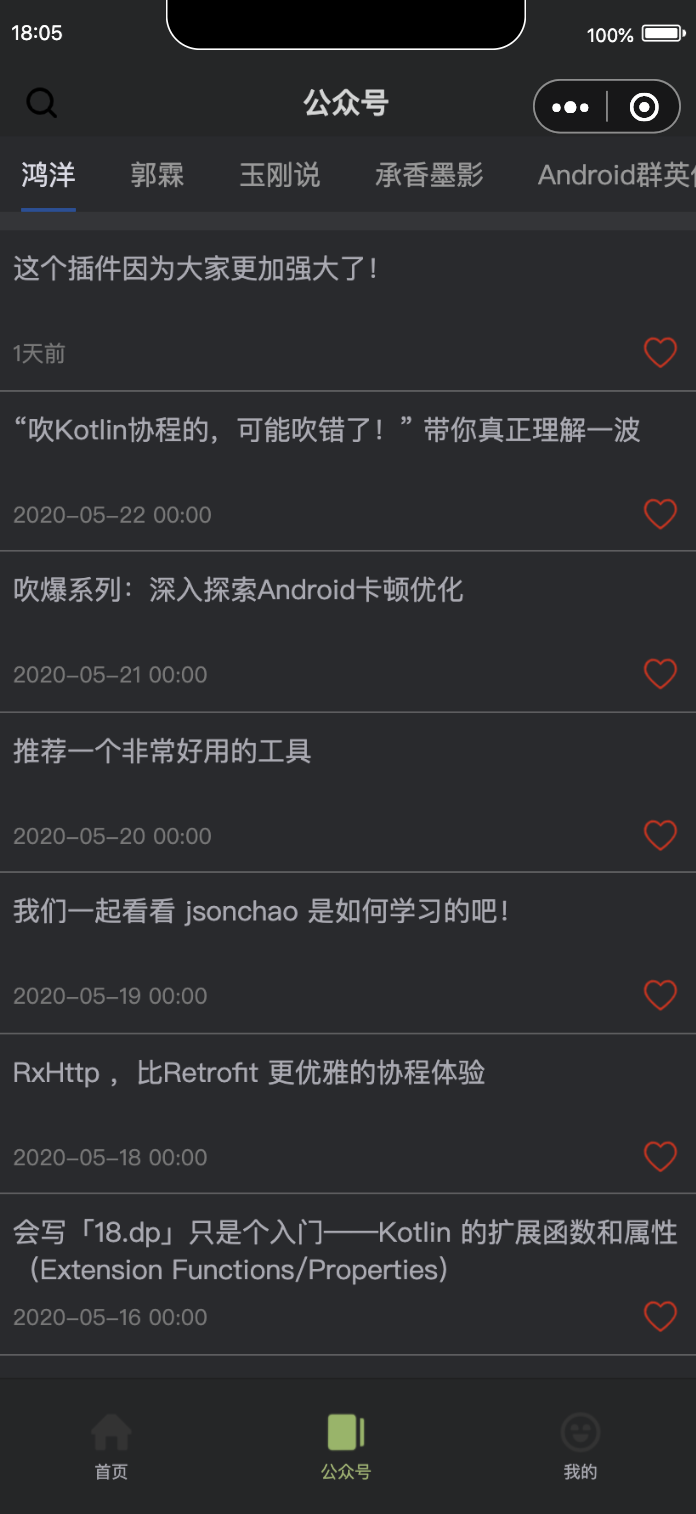 18:05
100%
公众号
鸿洋 郭霖 玉刚说 承香墨影 Android群英
这个插件因为大家更加强大了！
1天前
“吹Kotlin协程的，可能吹错了！” 带你真正理解一波
2020-05-22 00:00
吹爆系列：深入探索Android卡顿优化
2020-05-21 00:00
推荐一个非常好用的工具
2020-05-20 00:00
我们一起看看 jsonchao 是如何学习的吧！
2020-05-19 00:00
RxHttp ，比Retrofit 更优雅的协程体验
2020-05-18 00:00
会写「18.dp」只是个入门——Kotlin 的扩展函数和属性
（Extension Functions/Properties）
2020-05-16 00:00
首页 公众号 我的